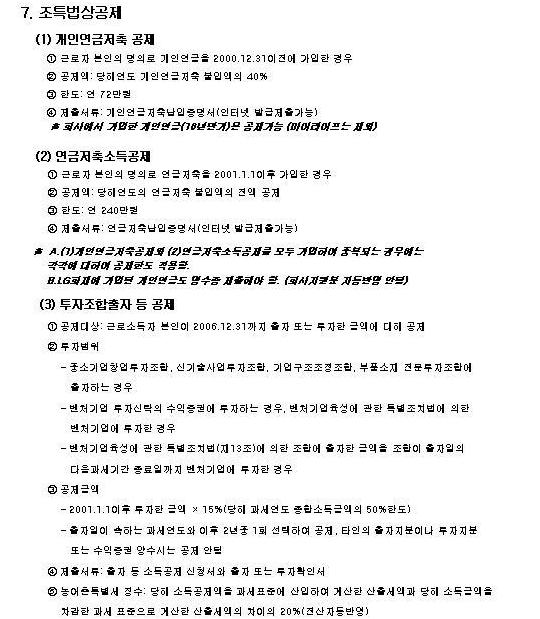 7. 조특법상공제
(1) 개인연금저축 공제
① 근로자 본인의 명의로 개인연금을 2000.12.31이전에 가입한 경우
② 공제액: 당해연도 개인연금저축 불입액의 40%
③ 한도: 연 72만원
④ 제출서류: 개인연금저축납입증명서(인터넷 발급제출가능)
※ 회사에서 가입한 개인연금(10년만기)은 공제가능 (마이라이프는 제외)
(2) 연금저축소득공제
① 근로자 본인의 명의로 연금저축을 2001.1.1이후 가입한 경우
② 공제액: 당해연도의 연금저축 불입액의 전액 공제
③ 한도: 연 240만원
④ 제출서류: 연금저축납입증명서(인터넷 발급제출가능)
※ A.(1)개인연금저축공제와 (2)연금저축소득공제를 모두 가입하여 중복되는 경우에는
각각에 대하여 공제한도 적용함.
B.LG화재에 가입된 개인연금도 영수증 제출해야 함. (회사지원분 자동반영 안됨)
(3) 투자조합출자 등 공제
① 공제대상: 근로소득자 본인이 2006.12.31까지 출자 또는 투자한 금액에 대해 공제
② 투자범위
- 중소기업창업투자조합, 신기술사업투자조합, 기업구조조정조합, 부품소재 전문투자조합에
출자하는 경우
- 벤처기업 투자신탁의 수익증권에 투자하는 경우, 벤처기업육성에 관한 특별조치법에 의한
벤처기업에 투자한 경우
- 벤처기업육성에 관한 특별조치법(제13조)에 의한 조합에 출자한 금액을 조합이 출자일의
다음과세기간 종료일까지 벤처기업에 투자한 경우
③ 공제금액
- 2001.1.1이후 투자한 금액 × 15%(당해 과세연도 종합소득금액의 50%한도)
- 출자일이 속하는 과세연도와 이후 2년중 1회 선택하여 공제, 타인의 출자지분이나 투자지분
또는 수익증권 양수시는 공제 안됨
④ 제출서류: 출자 등 소득공제 신청서와 출자 또는 투자확인서
⑤ 농어촌특별세 징수: 당해 소득공제액을 과세표준에 산입하여 계산한 산출세액과 당해 소득금액을
차감한 과세 표준으로 계산한 산출세액의 차이의 20%(전산자동반영)